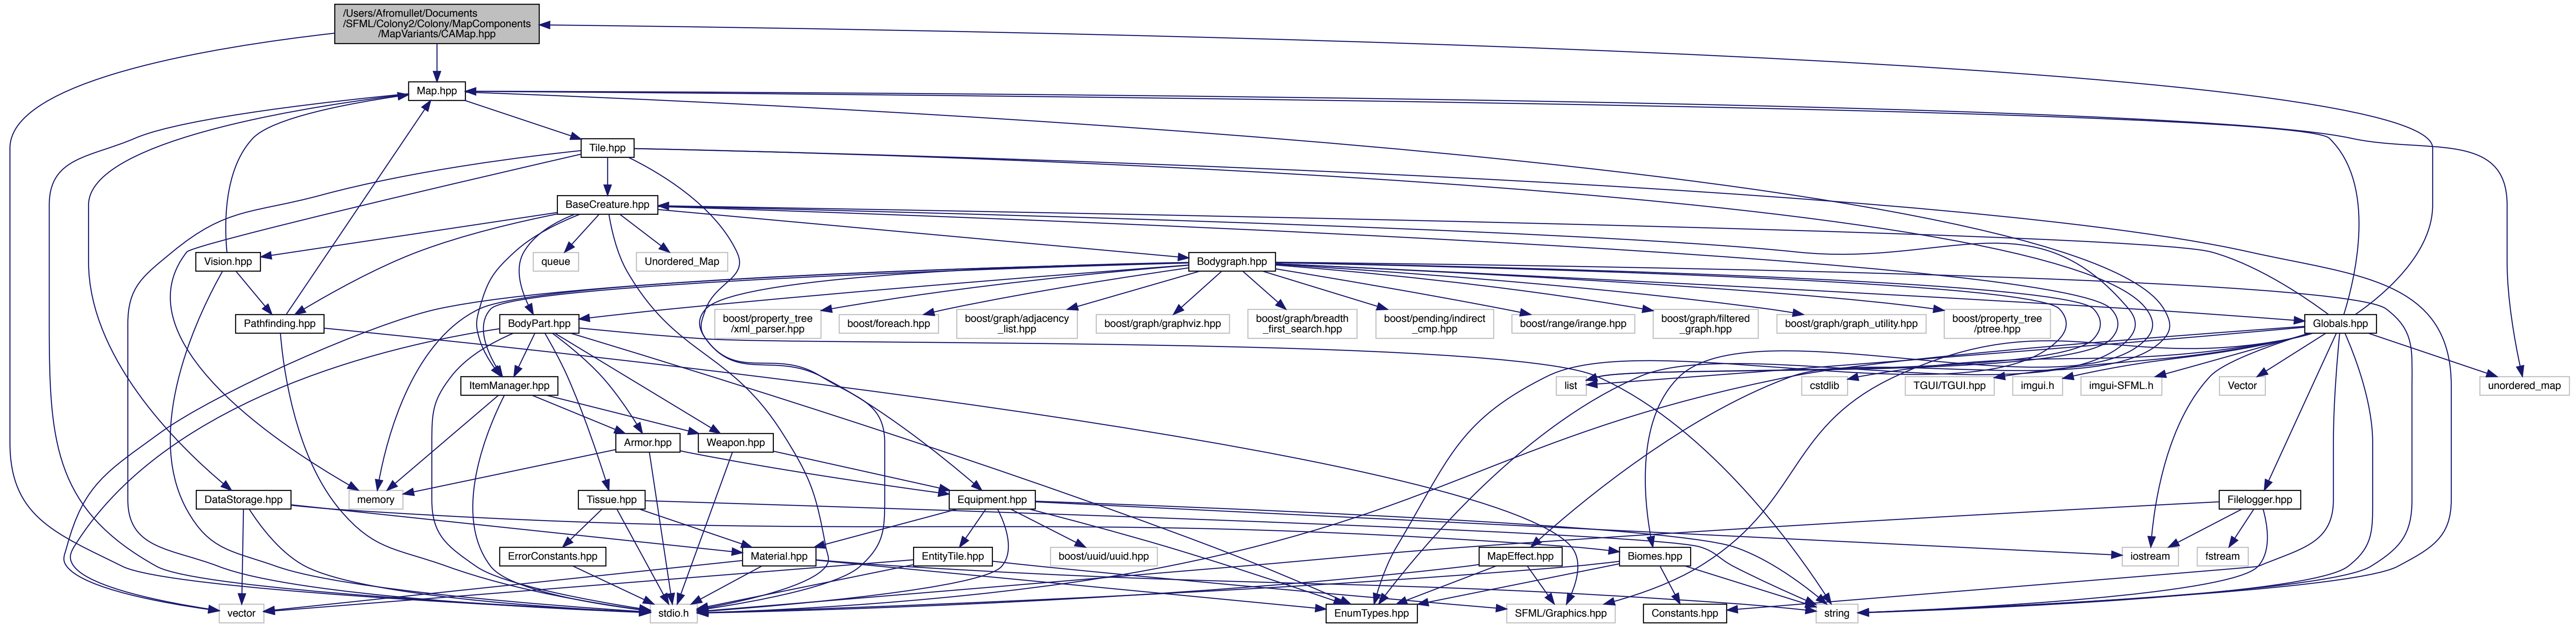 /Users/Afromullet/Documents
/SFML/Colony2/Colony/MapComponents
/MapVariants/CAMap.hpp
Map.hpp
Tile.hpp
BaseCreature.hpp
Vision.hpp
queue
Unordered_Map
Bodygraph.hpp
Pathfinding.hpp
BodyPart.hpp
boost/property_tree
/xml_parser.hpp
boost/foreach.hpp
boost/graph/adjacency
_list.hpp
boost/graph/graphviz.hpp
boost/graph/breadth
_first_search.hpp
boost/pending/indirect
_cmp.hpp
boost/range/irange.hpp
boost/graph/filtered
_graph.hpp
boost/graph/graph_utility.hpp
boost/property_tree
/ptree.hpp
Globals.hpp
ItemManager.hpp
list
cstdlib
TGUI/TGUI.hpp
imgui.h
imgui-SFML.h
Vector
unordered_map
Armor.hpp
Weapon.hpp
DataStorage.hpp
memory
Tissue.hpp
Equipment.hpp
Filelogger.hpp
ErrorConstants.hpp
Material.hpp
EntityTile.hpp
boost/uuid/uuid.hpp
MapEffect.hpp
Biomes.hpp
iostream
fstream
vector
stdio.h
EnumTypes.hpp
SFML/Graphics.hpp
Constants.hpp
string